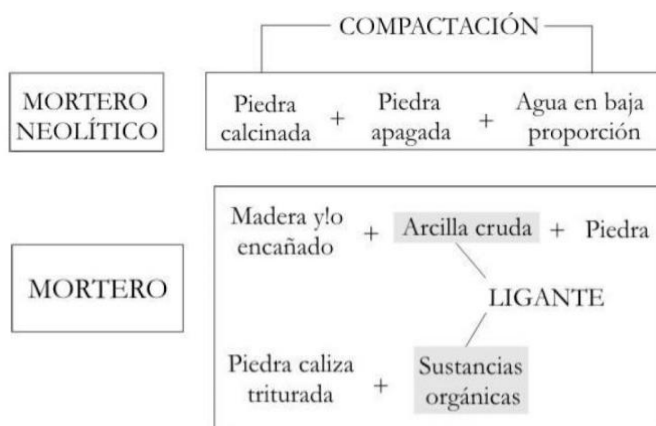 COMPACTACIÓN
MORTERO
NEOLÍTICO
Piedra
calcinada
+
Piedra
apagada
+
Agua en baja
proporción
MORTERO
Madera y!o
encañado
+
Arcilla cruda
+
Piedra
LIGANTE
Piedra caliza
triturada
+
Sustancias
orgánicas